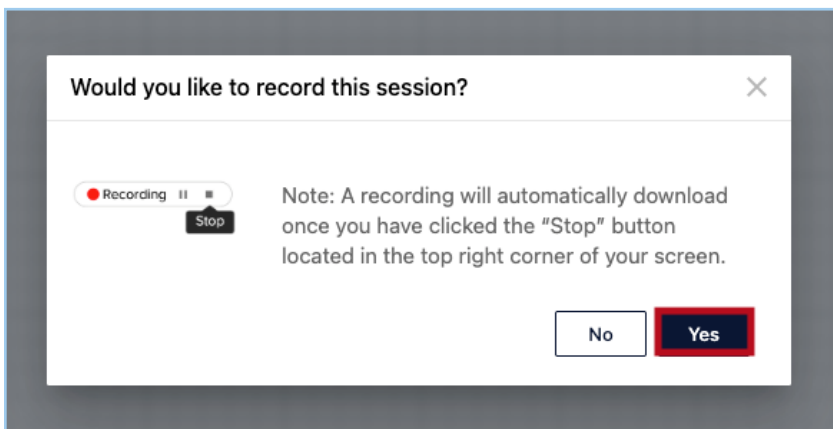 Would you like to record this session?
Recording
Stop
Note: A recording will automatically download
once you have clicked the “Stop” button
located in the top right corner of your screen.
No
Yes